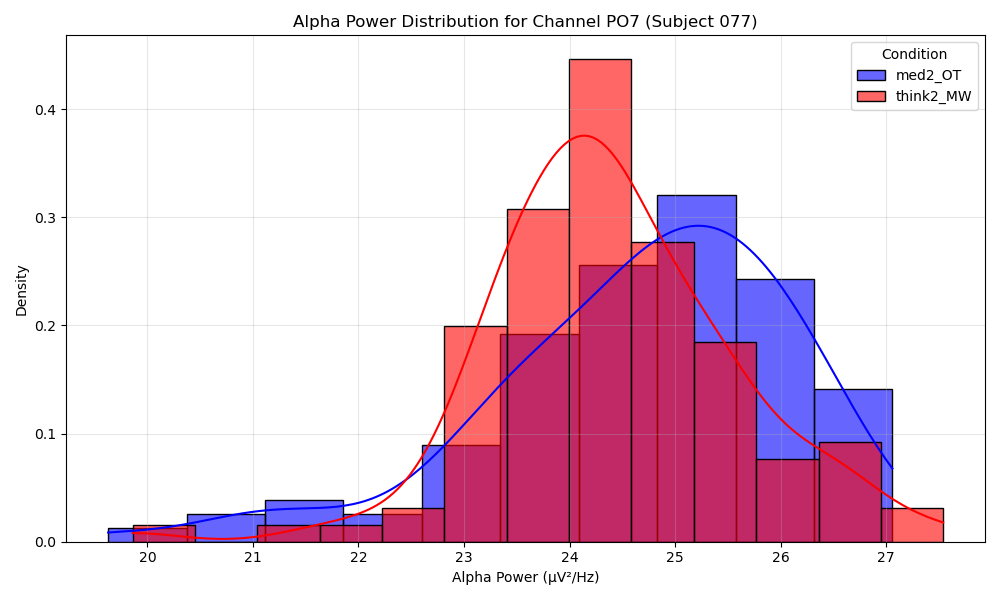 Alpha Power Distribution for Channel PO7 (Subject 077)
Condition
med2_OT
think2_MW
Density
0.4
0.3
0.2
0.1
0.0
20 21 22 23 24 25 26 27
Alpha Power (µV²/Hz)